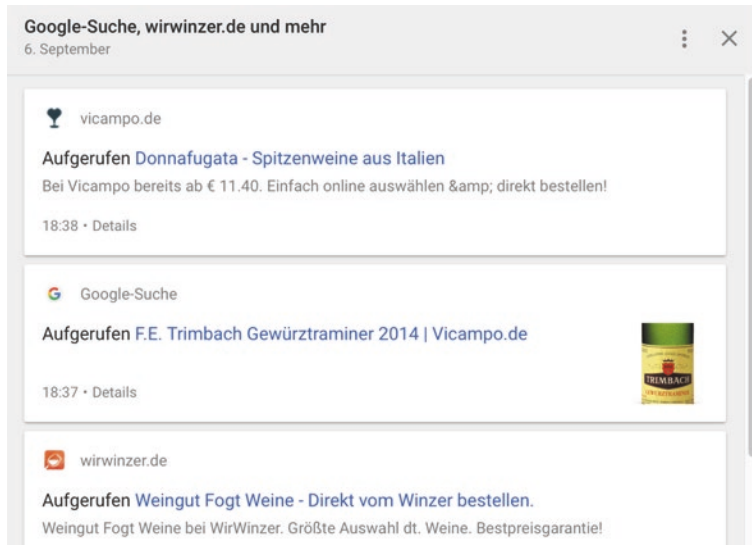 Google-Suche, wirwinzer.de und mehr
6. September
vicampo.de
Aufgerufen Donnafugata - Spitzenweine aus Italien
Bei Vicampo bereits ab € 11.40. Einfach online auswählen &amp; direkt bestellen!
18:38 • Details
Google-Suche
Aufgerufen F.E. Trimbach Gewürztraminer 2014 | Vicampo.de
TRIMBACH
GEWURZTRAMINER
18:37 • Details
wirwinzer.de
Aufgerufen Weingut Fogt Weine - Direkt vom Winzer bestellen.
Weingut Fogt Weine bei WirWinzer. Größte Auswahl dt. Weine. Bestpreisgarantie!